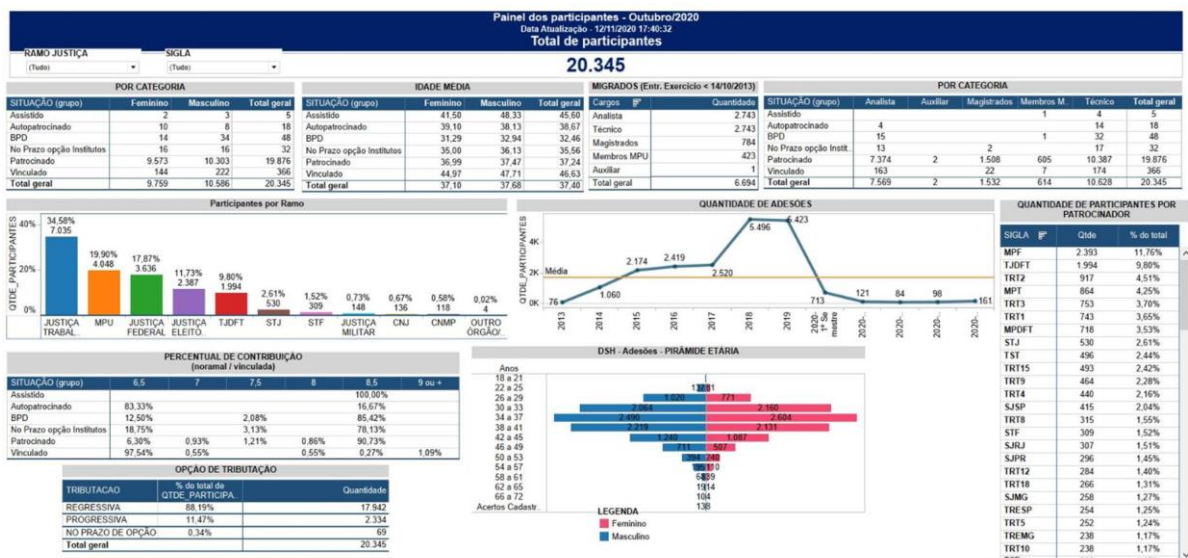 Painel dos participantes - Outubro/2020
Data Atualização - 12/11/2020 17:40:32
Total de participantes
RAMO JUSTIÇA SIGLA
(Tudo) (Tudo)
20.345
POR CATEGORIA
SITUAÇÃO (grupo) Feminino Masculino Total geral
Assistido 2 3 5
Autopatrocinado 10 8 18
BPD 14 34 48
No Prazo opção Institutos 16 16 32
Patrocinado 9.573 10.303 19.876
Vinculado 144 222 366
Total geral 9.759 10.586 20.345
IDADE MÉDIA
SITUAÇÃO (grupo) Feminino Masculino Total geral
Assistido 41,50 48,33 45,60
Autopatrocinado 39,10 38,13 38,67
BPD 31,29 32,94 32,46
No Prazo opção Institutos 35,00 36,13 35,56
Patrocinado 36,99 37,47 37,24
Vinculado 44,97 47,71 46,63
Total geral 37,10 37,68 37,40
MIGRADOS (Entr. Exercício < 14/10/2013)
Cargos Quantidade
Analista 2.743
Técnico 2.743
Magistrados 784
Membros MPU 423
Auxiliar 1
Total geral 6.694
POR CATEGORIA
SITUAÇÃO (grupo) Analista Auxiliar Magistrados Membros M.. Técnico Total geral
Assistido 1 4 5
Autopatrocinado 4 14 18
BPD 15 1 32 48
No Prazo opção Instit.. 13 2 17 32
Patrocinado 7.374 2 1.508 605 10.387 19.876
Vinculado 163 22 7 174 366
Total geral 7.569 2 1.532 614 10.628 20.345
Participantes por Ramo
QTDE_PARTICIPANTES
40%
20%
0%
34,58% 19,90% 17,87% 11,73% 9,80% 2,61% 1,52% 0,73% 0,67% 0,58% 0,02%
7.035 4.048 3.636 2.387 1.994 530 309 148 136 118 4
JUSTIÇA MPU JUSTIÇA JUSTIÇA TJDFT STJ STF JUSTIÇA CNJ CNMP OUTRO
TRABAL.. FEDERAL ELEITO.. MILITAR ÓRGÃO/..
QUANTIDADE DE ADESÕES
QTDE_PARTICIPANTES
4K
2K
0K
Média
76 1.060 2.174 2.419 2.520 5.496 5.423 713 121 84 98 161
2013 2014 2015 2016 2017 2018 2019 2020- 1º Se mestre 2020-.. 2020-.. 2020-.. 2020-..
QUANTIDADE DE PARTICIPANTES POR
PATROCINADOR
SIGLA Qtde % do total
MPF 2.393 11,76%
TJDFT 1.994 9,80%
TRT2 917 4,51%
MPT 864 4,25%
TRT3 753 3,70%
TRT1 743 3,65%
MPDFT 718 3,53%
STJ 530 2,61%
TST 496 2,44%
TRT15 493 2,42%
TRT9 464 2,28%
TRT4 440 2,16%
SJSP 415 2,04%
TRT8 315 1,55%
STF 309 1,52%
SJRJ 307 1,51%
SJPR 296 1,45%
TRT12 284 1,40%
TRT18 266 1,31%
SJMG 258 1,27%
TRESP 254 1,25%
TRT5 252 1,24%
TREMG 238 1,17%
TRT10 238 1,17%
PERCENTUAL DE CONTRIBUIÇÃO
(noramal / vinculada)
SITUAÇÃO (grupo) 6,5 7 7,5 8 8,5 9 ou +
Assistido 100,00%
Autopatrocinado 83,33% 16,67%
BPD 12,50% 2,08% 85,42%
No Prazo opção Institutos 18,75% 3,13% 78,13%
Patrocinado 6,30% 0,93% 1,21% 0,86% 90,73%
Vinculado 97,54% 0,55% 0,55% 0,27% 1,09%
OPÇÃO DE TRIBUTAÇÃO
TRIBUTACAO % do total de QTDE_PARTICIPA.. Quantidade
REGRESSIVA 88,19% 17.942
PROGRESSIVA 11,47% 2.334
NO PRAZO DE OPÇÃO 0,34% 69
Total geral 20.345
DSH - Adesões - PIRÂMIDE ETÁRIA
Anos
18 a 21
22 a 25
26 a 29 1.020 771
30 a 33 2.064 2.160
34 a 37 2.490 2.604
38 a 41 2.219 2.131
42 a 45 1.240 1.087
46 a 49 711 507
50 a 53 394 240
54 a 57 195 110
58 a 61
62 a 65 19 14
66 a 72 10 4
Acertos Cadastr..
LEGENDA
Feminino
Masculino